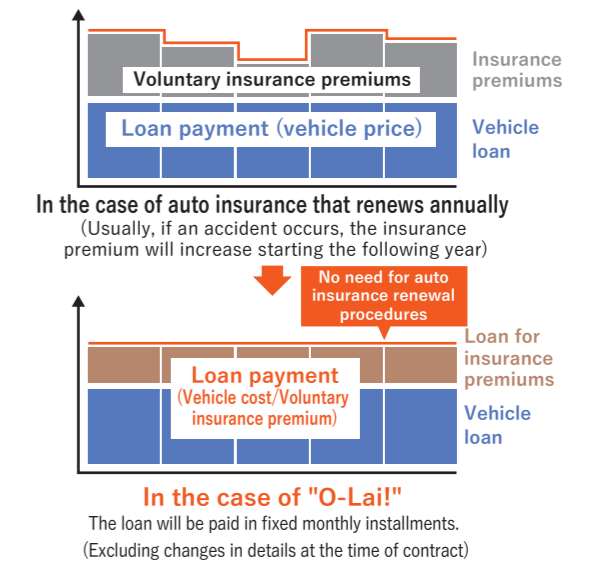 Voluntary insurance premiums
Insurance
premiums
Loan payment (vehicle price)
Vehicle
loan
In the case of auto insurance that renews annually
(Usually, if an accident occurs, the insurance
premium will increase starting the following year)
No need for auto
insurance renewal
procedures
Loan for
insurance
premiums
Loan payment
(Vehicle cost/Voluntary
insurance premium)
Vehicle
loan
In the case of "O-Lai!"
The loan will be paid in fixed monthly installments.
(Excluding changes in details at the time of contract)